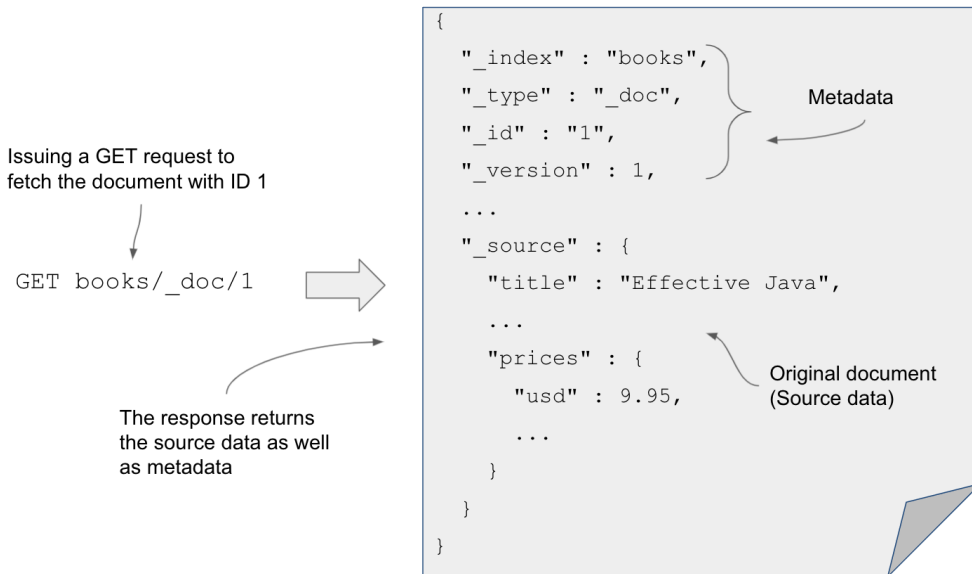 Issuing a GET request to
fetch the document with ID 1
GET books/_doc/1
The response returns
the source data as well
as metadata
{
"_index" : "books",
"_type" : "_doc",
"_id" : "1",
"_version" : 1,
...
"_source" : {
"title" : "Effective Java",
...
"prices" : {
"usd" : 9.95,
...
}
}
}
Metadata
Original document
(Source data)